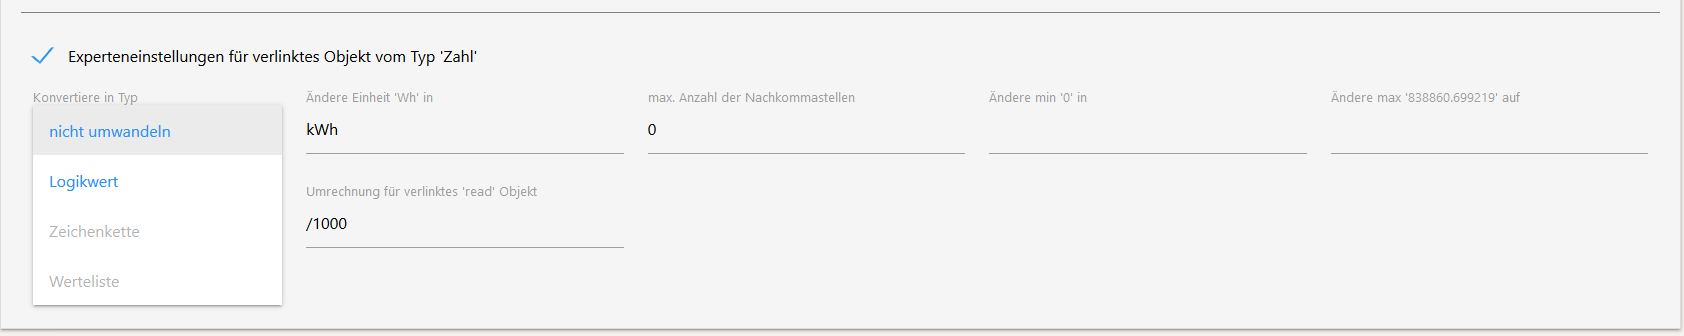 Experteneinstellungen für verlinktes Objekt vom Typ 'Zahl'
Konvertiere in Typ
nicht umwandeln
Logikwert
Zeichenkette
Werteliste
Ändere Einheit 'Wh' in
kWh
max. Anzahl der Nachkommastellen
0
Ändere min '0' in
Ändere max '838860.699219' auf
Umrechnung für verlinktes 'read' Objekt
/1000